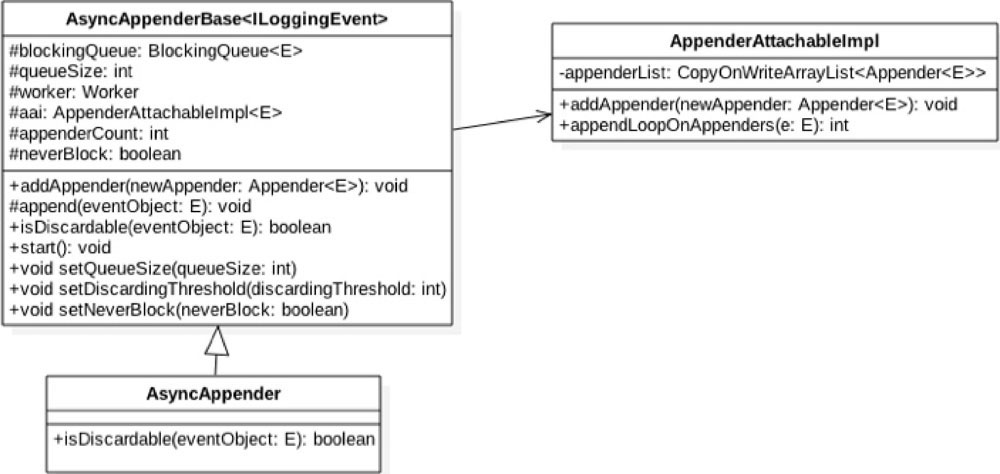 AsyncAppenderBase<ILoggingEvent>
#blockingQueue: BlockingQueue<E>
#queueSize: int
#worker: Worker
#aai: AppenderAttachableImpl<E>
#appenderCount: int
#neverBlock: boolean
+addAppender(newAppender: Appender<E>): void
#append(eventObject: E): void
+isDiscardable(eventObject: E): boolean
+start(): void
+void setQueueSize(queueSize: int)
+void setDiscardingThreshold(discardingThreshold: int)
+void setNeverBlock(neverBlock: boolean)
AppenderAttachableImpl
-appenderList: CopyOnWriteArrayList<Appender<E>>
+addAppender(newAppender: Appender<E>): void
+appendLoopOnAppenders(e: E): int
AsyncAppender
+isDiscardable(eventObject: E): boolean